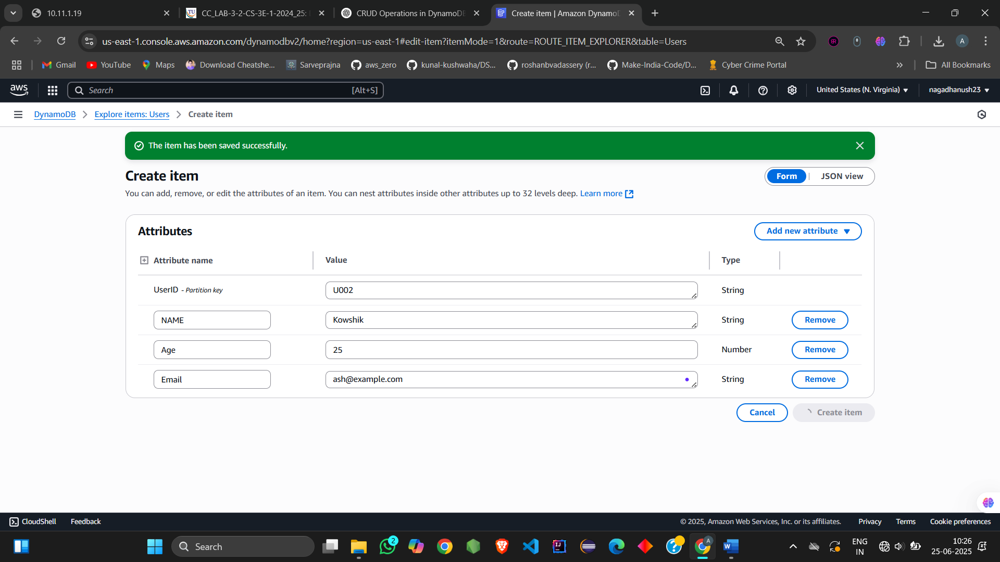 10.11.1.19
CC_LAB-3-2-CS-3E-1-2024_25:
CRUD Operations in DynamoDB
Create item | Amazon Dynamo
us-east-1.console.aws.amazon.com/dynamodbv2/home?region=us-east-1#edit-item?itemMode=1&route=ROUTE_ITEM_EXPLORER&table=Users
BR
A
Gmail
YouTube
Maps
Download Cheatshe...
Sarveprajna
aws_zero
kunal-kushwaha/DS...
roshanbvadassery (r...
Make-India-Code/D...
Cyber Crime Portal
All Bookmarks
aws
Search
[Alt+S]
United States (N. Virginia)
nagadhanush23
DynamoDB
Explore items: Users
Create item
The item has been saved successfully.
Create item
Form
JSON view
You can add, remove, or edit the attributes of an item. You can nest attributes inside other attributes up to 32 levels deep. Learn more
Attributes
Add new attribute
Attribute name
Value
Type
UserID - Partition key
U002
String
NAME
Kowshik
String
Remove
Age
25
Number
Remove
Email
ash@example.com
String
Remove
Cancel
Create item
CloudShell
Feedback
© 2025, Amazon Web Services, Inc. or its affiliates.
Privacy
Terms
Cookie preferences
Search
2
IJ
A
W
ENG
IN
10:26
25-06-2025